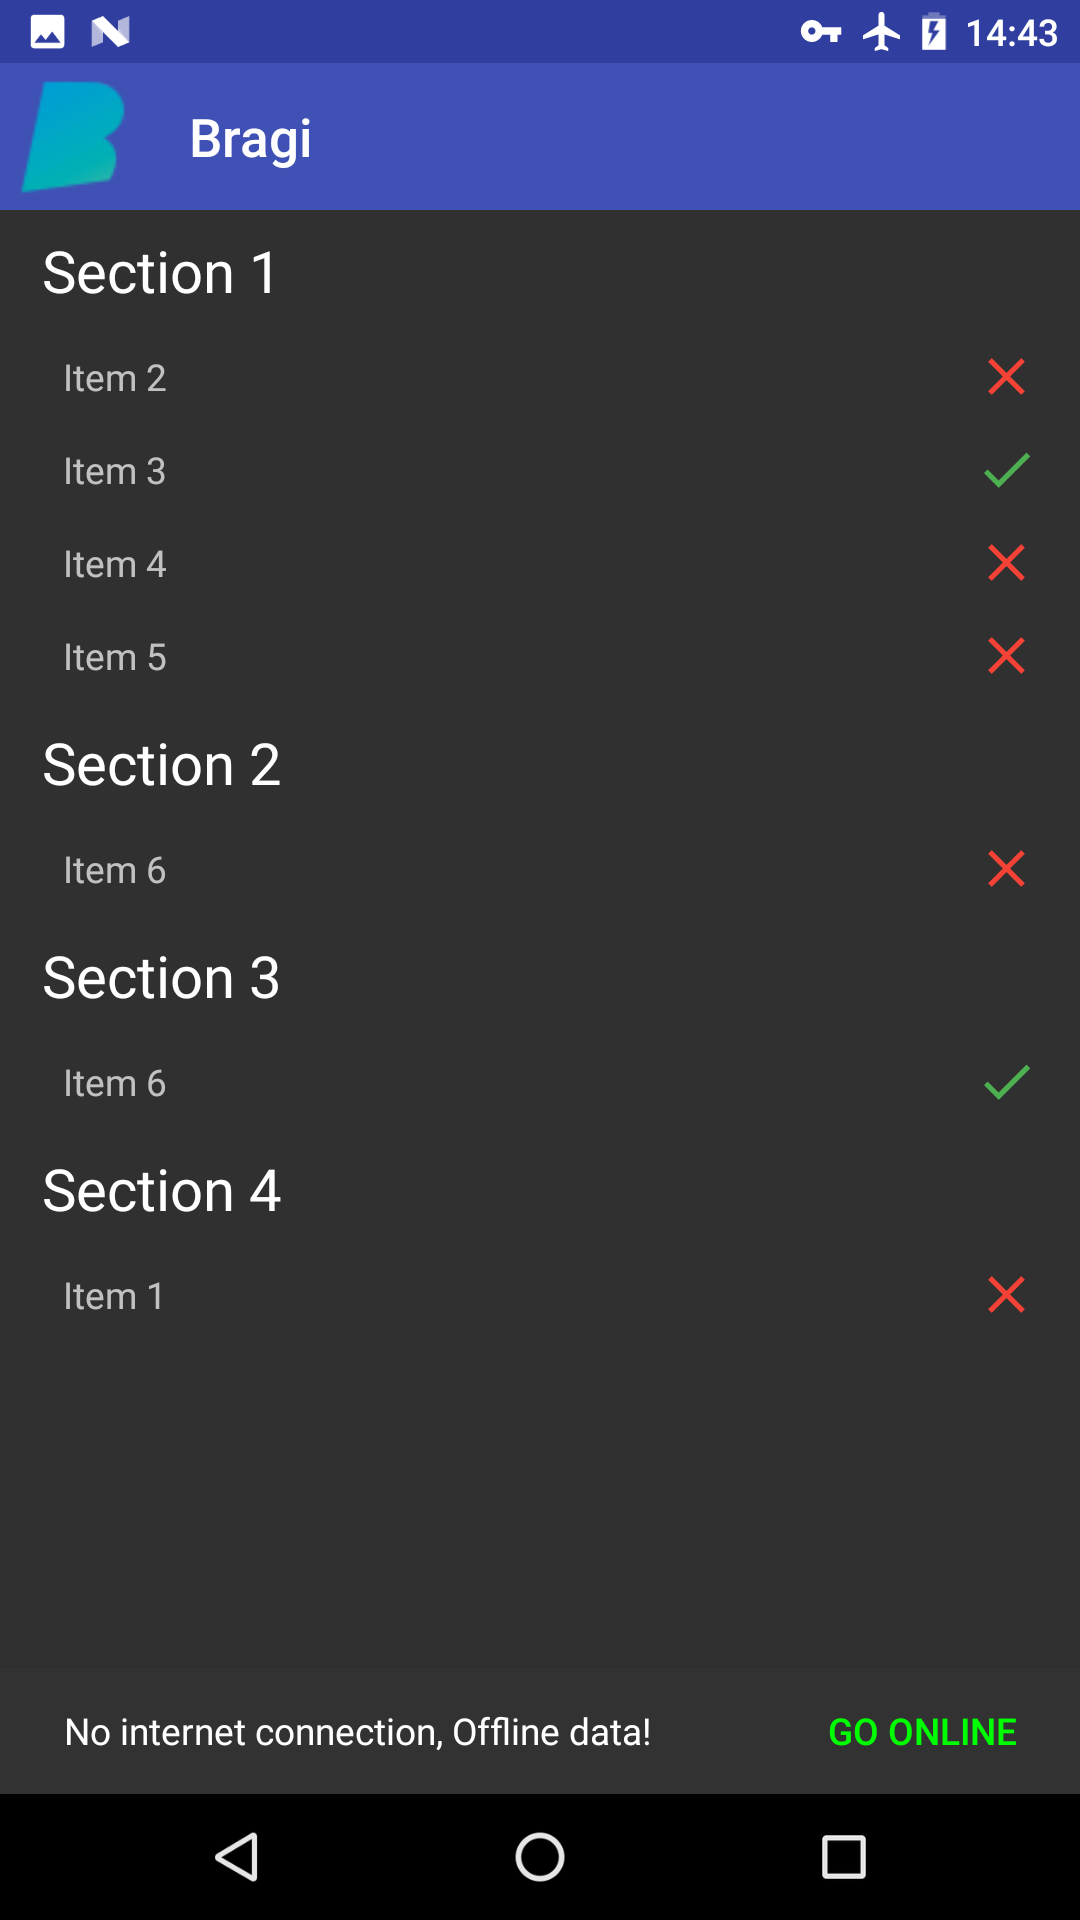 14:43
Bragi
Section 1
Item 2
Item 3
Item 4
Item 5
Section 2
Item 6
Section 3
Item 6
Section 4
Item 1
No internet connection, Offline data! GO ONLINE